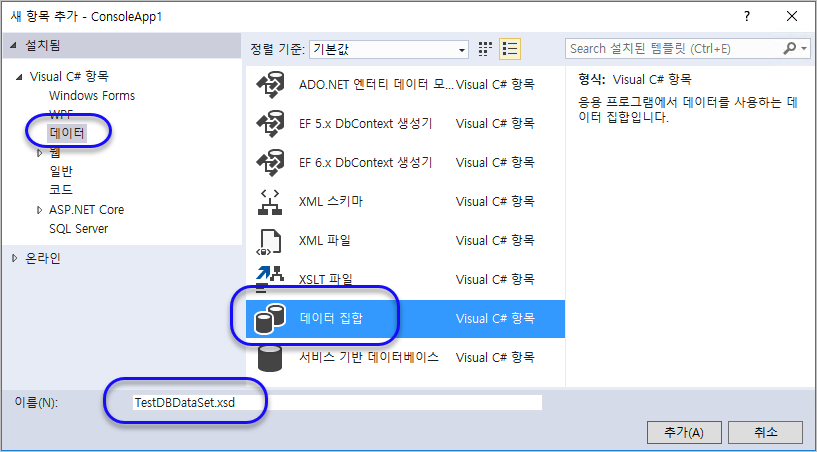 새 항목 추가 - ConsoleApp1
설치됨
정렬 기준: 기본값
Search 설치된 템플릿 (Ctrl+E)
Visual C# 항목
Windows Forms
WPF
데이터
웹
일반
코드
ASP.NET Core
SQL Server
온라인
ADO.NET 엔터티 데이터 모... Visual C# 항목
EF 5.x DbContext 생성기 Visual C# 항목
EF 6.x DbContext 생성기 Visual C# 항목
XML 스키마 Visual C# 항목
XML 파일 Visual C# 항목
XSLT 파일 Visual C# 항목
데이터 집합 Visual C# 항목
서비스 기반 데이터베이스 Visual C# 항목
형식: Visual C# 항목
응용 프로그램에서 데이터를 사용하는 데
이터 집합입니다.
이름(N): TestDBDataSet.xsd
추가(A) 취소